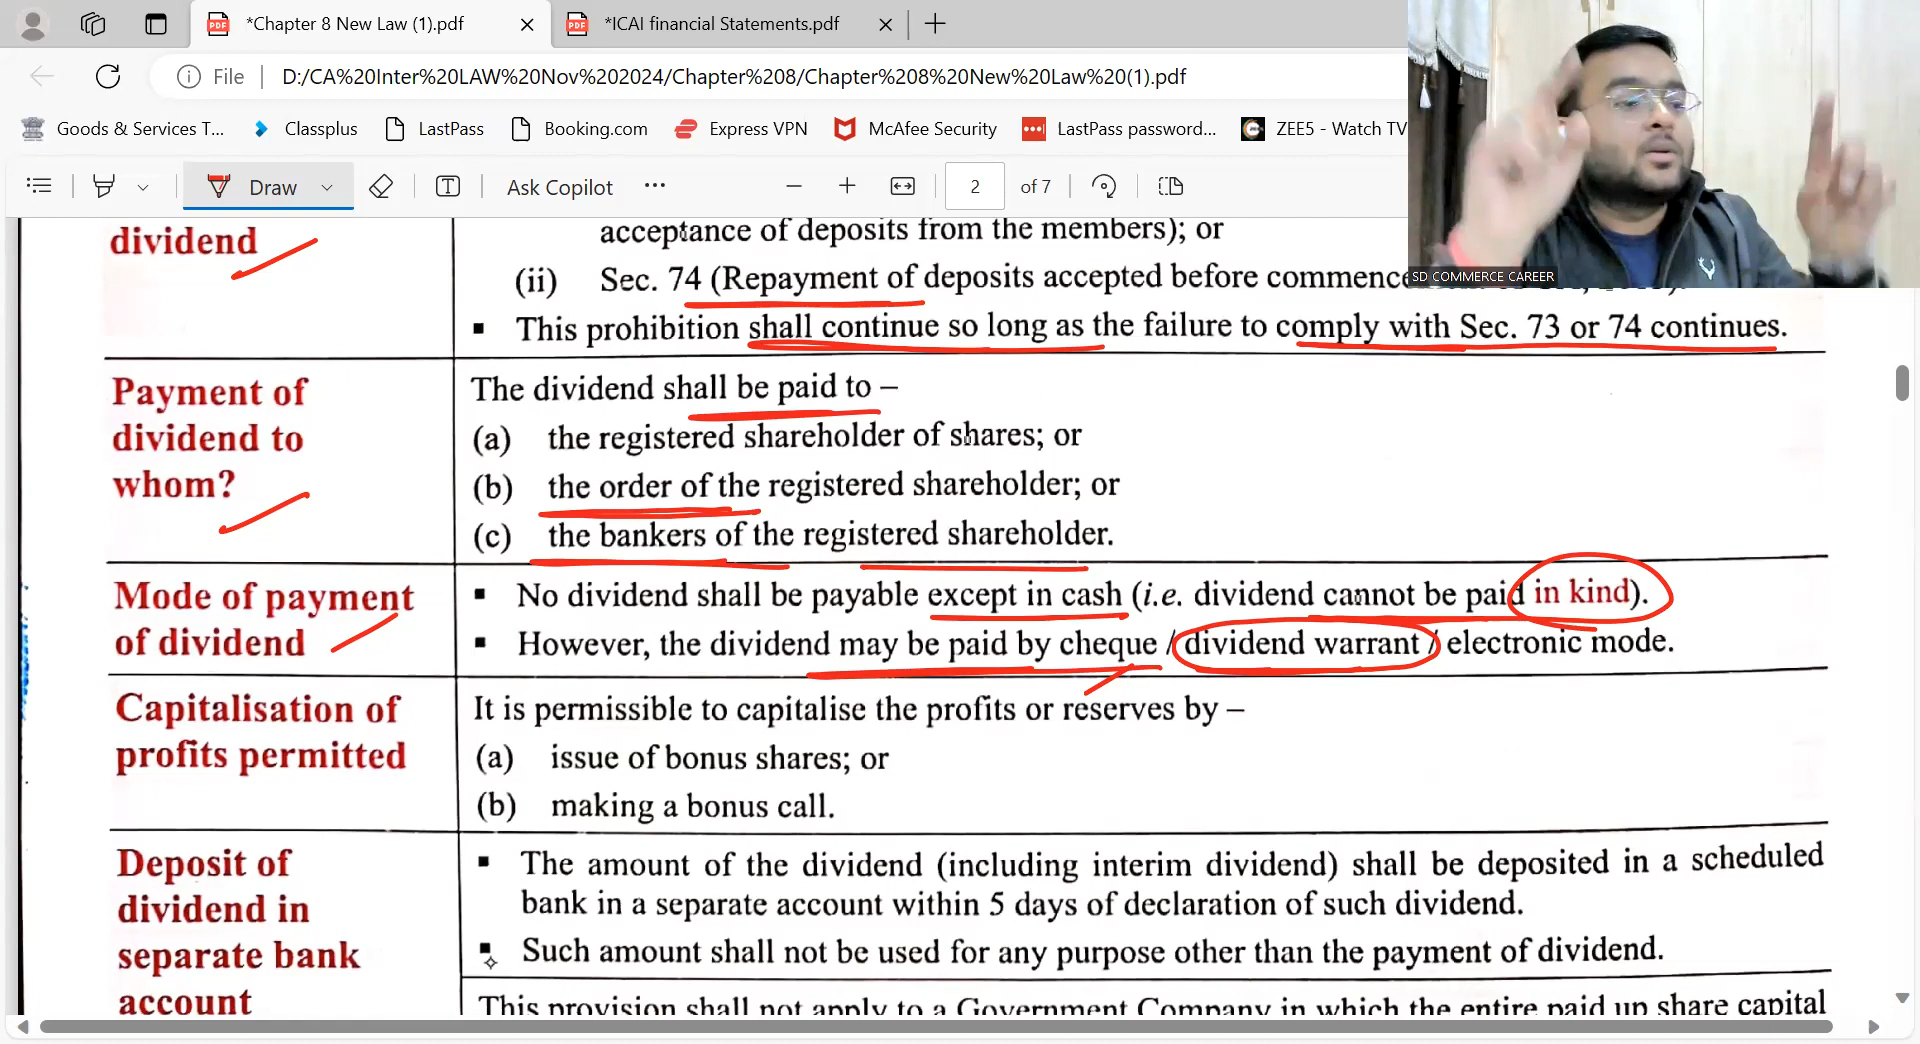 *Chapter 8 New Law (1).pdf
*ICAI financial Statements.pdf
File
D:/CA%20Inter%20LAW%20Nov%202024/Chapter%208/Chapter%208%20New%20Law%20(1).pdf
Goods & Services T...
Classplus
LastPass
Booking.com
Express VPN
McAfee Security
LastPass password...
ZEE5 - Watch TV
Draw
Ask Copilot
2 of 7
SD COMMERCE CAREER
dividend
acceptance of deposits from the members); or
(ii) Sec. 74 (Repayment of deposits accepted before
▪ This prohibition shall continue so long as the failure to comply with Sec. 73 or 74 continues.
Payment of
dividend to
whom?
The dividend shall be paid to –
(a) the registered shareholder of shares; or
(b) the order of the registered shareholder; or
(c) the bankers of the registered shareholder.
Mode of payment
of dividend
▪ No dividend shall be payable except in cash (i.e. dividend cannot be paid in kind).
▪ However, the dividend may be paid by cheque / dividend warrant / electronic mode.
Capitalisation of
profits permitted
It is permissible to capitalise the profits or reserves by –
(a) issue of bonus shares; or
(b) making a bonus call.
Deposit of
dividend in
separate bank
account
▪ The amount of the dividend (including interim dividend) shall be deposited in a scheduled
bank in a separate account within 5 days of declaration of such dividend.
▪ Such amount shall not be used for any purpose other than the payment of dividend.
This provision shall not apply to a Government Company in which the entire paid up share capital